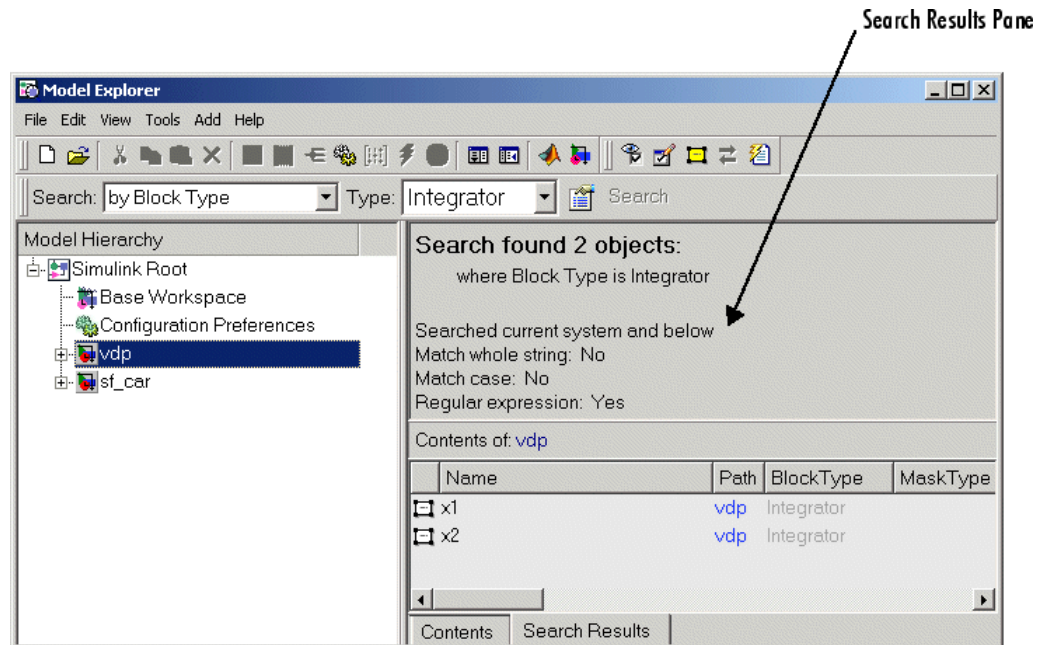 Search Results Pane
Model Explorer
File Edit View Tools Add Help
Search: by Block Type Type: Integrator Search
Model Hierarchy
Simulink Root
Base Workspace
Configuration Preferences
vdp
sf_car
Search found 2 objects:
where Block Type is Integrator
Searched current system and below
Match whole string: No
Match case: No
Regular expression: Yes
Contents of: vdp
Name Path BlockType MaskType
x1 vdp Integrator
x2 vdp Integrator
Contents Search Results